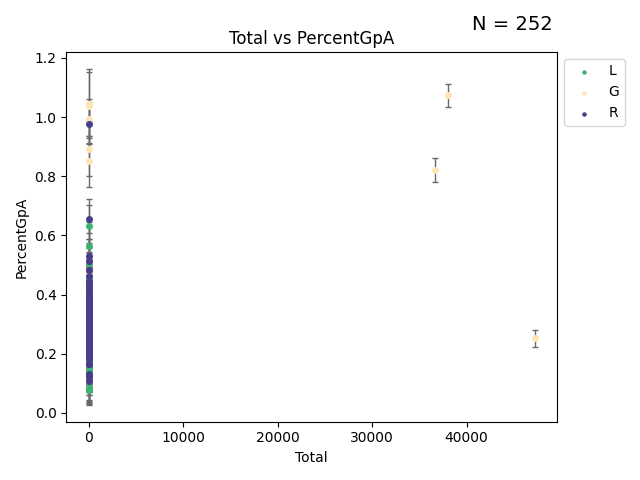 N = 252
Total vs PercentGpA
L
G
R
PercentGpA
1.2
1.0
0.8
0.6
0.4
0.2
0.0
0 10000 20000 30000 40000
Total